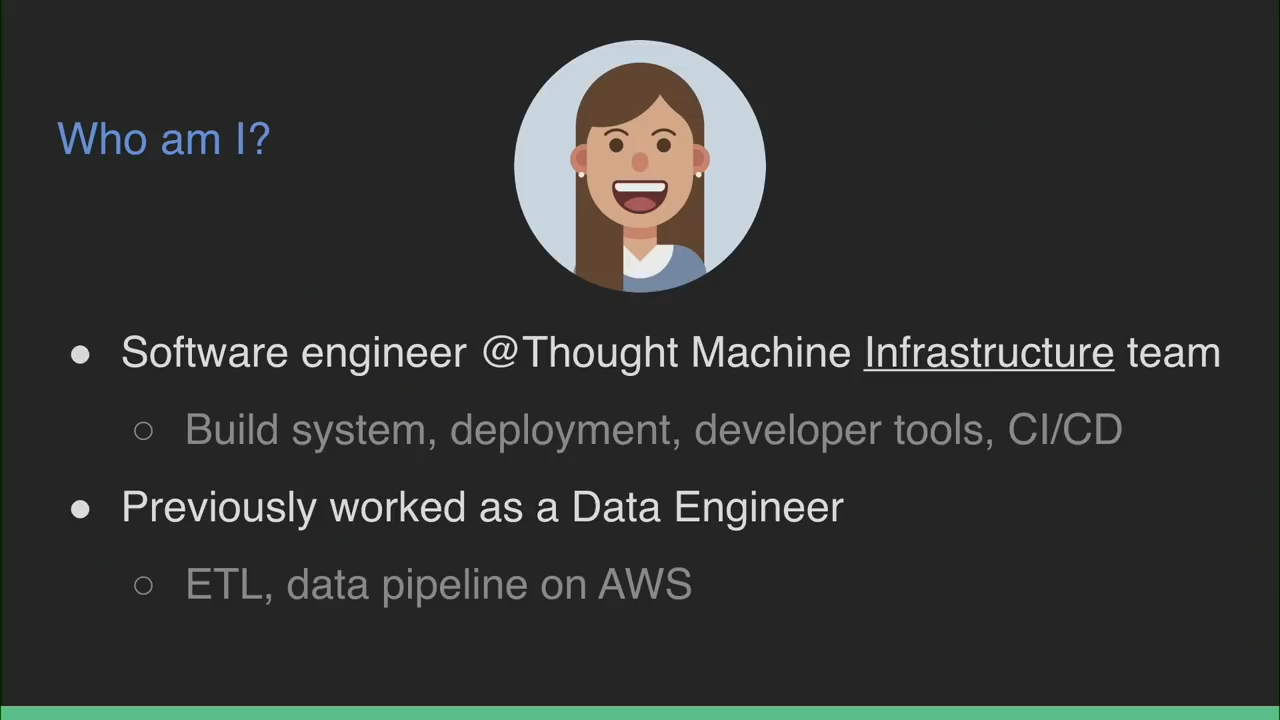 Who am I?
● Software engineer @Thought Machine Infrastructure team
○ Build system, deployment, developer tools, CI/CD
● Previously worked as a Data Engineer
○ ETL, data pipeline on AWS